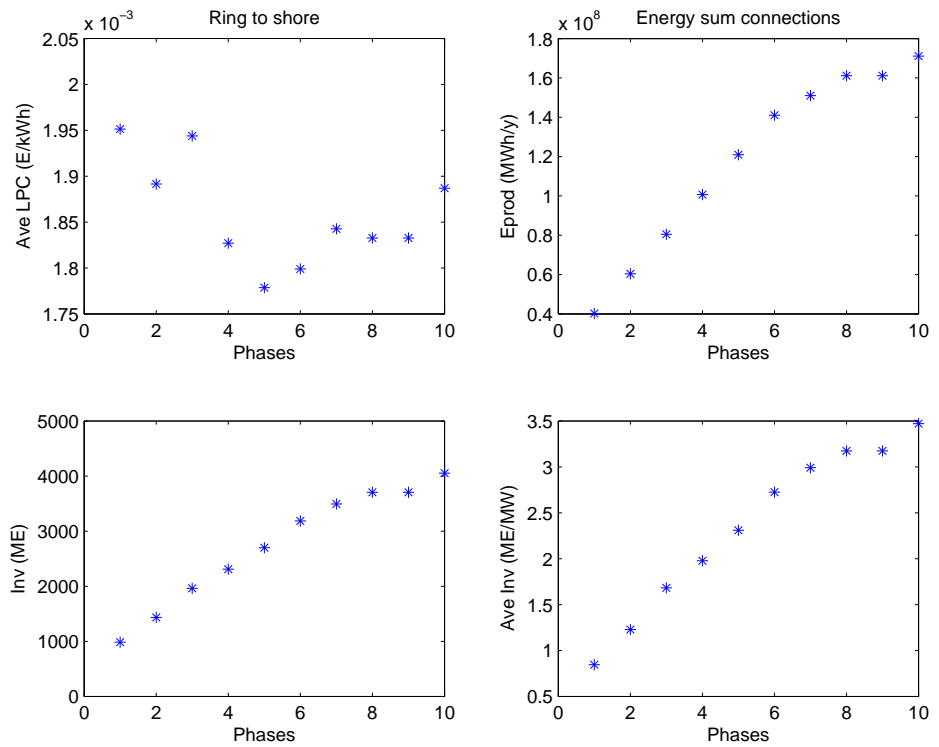 Ring to shore
x 10⁻³
2.05
2
1.95
1.9
1.85
1.8
1.75
Ave LPC (E/kWh)
0 2 4 6 8 10
Phases
Energy sum connections
x 10⁸
1.8
1.6
1.4
1.2
1
0.8
0.6
0.4
Eprod (MWh/y)
0 2 4 6 8 10
Phases
5000
4000
3000
2000
1000
0
Inv (ME)
0 2 4 6 8 10
Phases
3.5
3
2.5
2
1.5
1
0.5
Ave Inv (ME/MW)
0 2 4 6 8 10
Phases